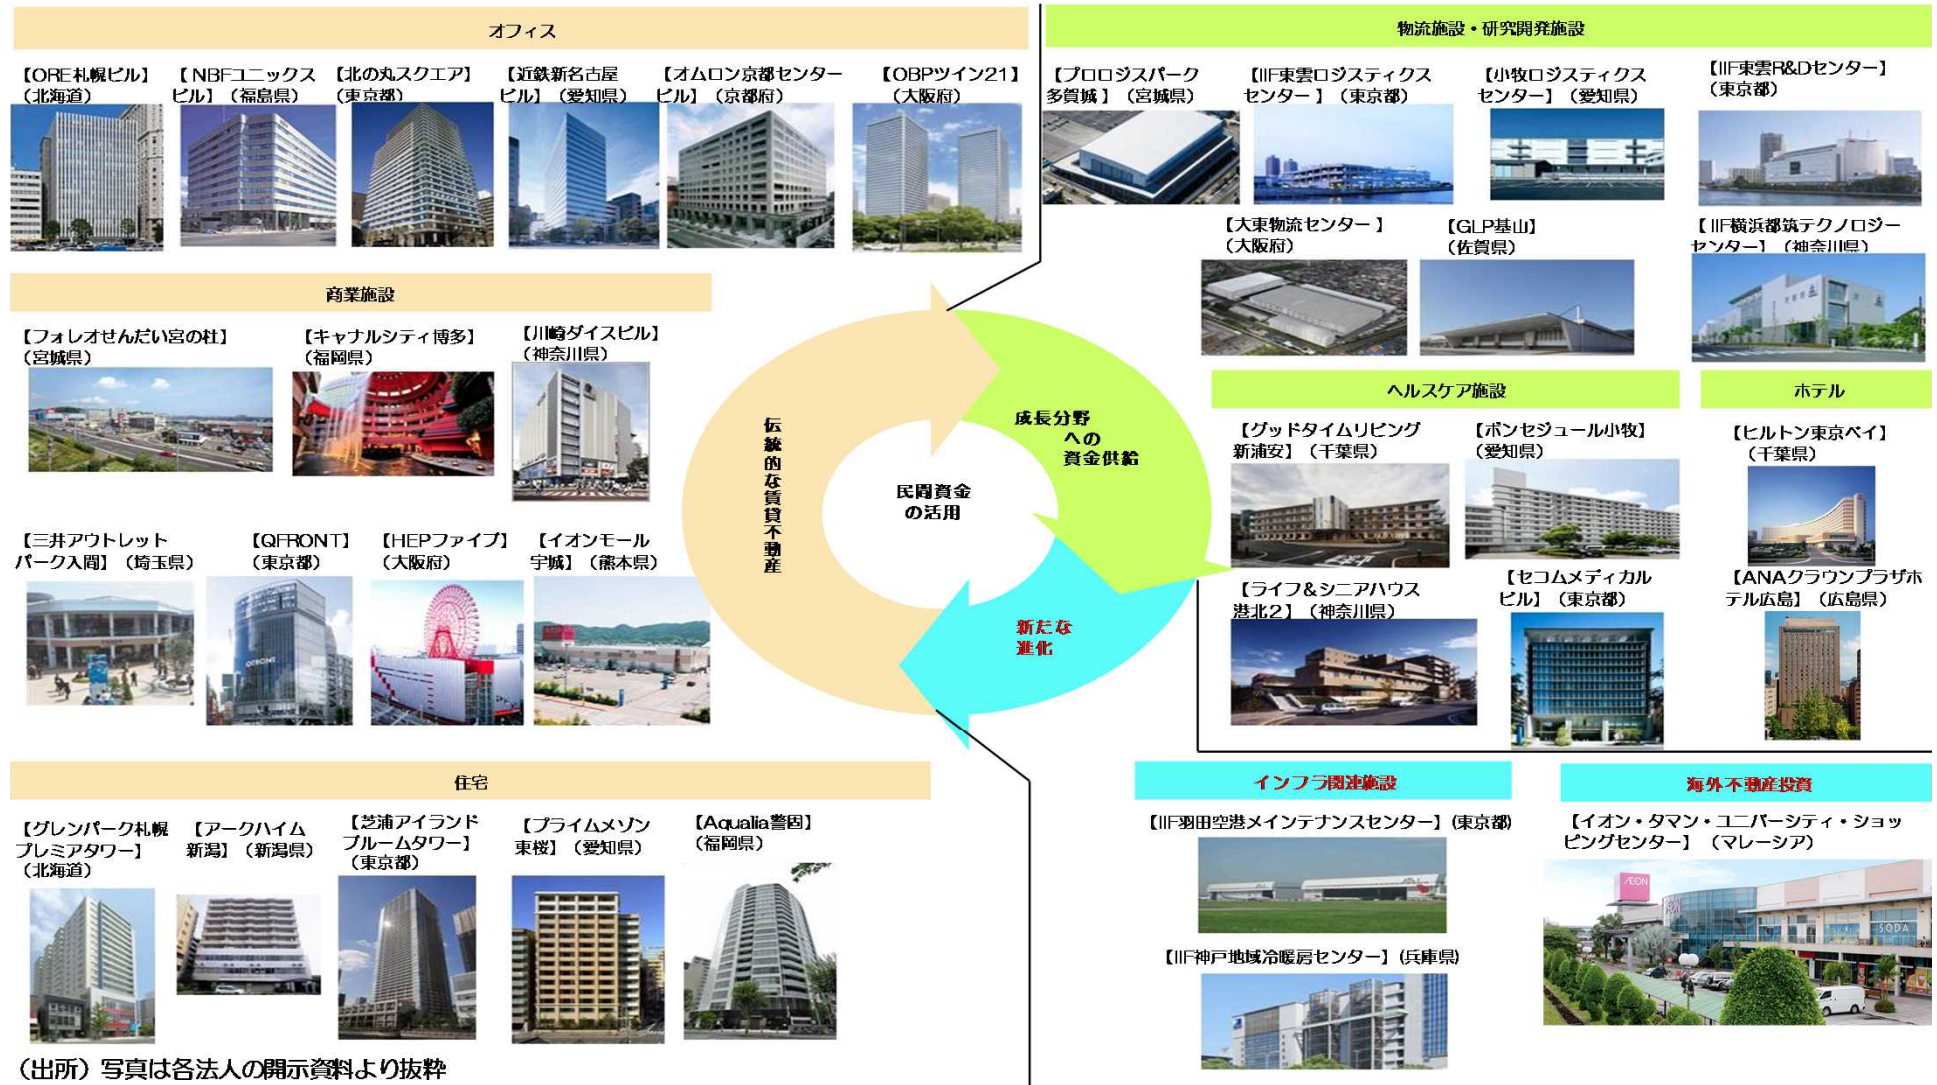 オフィス
【ORE札幌ビル】
（北海道）
【NBFユニックス
ビル】（福島県）
【北の丸スクエア】
（東京都）
【近鉄新名古屋
ビル】（愛知県）
【オムロン京都センター
ビル】（京都府）
【OBPツイン21】
（大阪府）
物流施設・研究開発施設
【プロロジスパーク
多賀城】（宮城県）
【IIF東雲ロジスティクス
センター】（東京都）
【小牧ロジスティクス
センター】（愛知県）
【IIF東雲R&Dセンター】
（東京都）
【大東物流センター】
（大阪府）
【GLP基山】
（佐賀県）
【IIF横浜都筑テクノロジー
センター】（神奈川県）
商業施設
【フォレオせんだい宮の杜】
（宮城県）
【キャナルシティ博多】
（福岡県）
【川崎ダイスビル】
（神奈川県）
【三井アウトレット
パーク入間】（埼玉県）
【QFRONT】
（東京都）
【HEPファイブ】
（大阪府）
【イオンモール
宇城】（熊本県）
QFRONT
伝統的な賃貸不動産
成長分野
への
資金供給
民間資金
の活用
新たな
進化
ヘルスケア施設
【グッドタイムリビング
新浦安】（千葉県）
【ボンセジュール小牧】
（愛知県）
【ライフ&シニアハウス
港北2】（神奈川県）
【セコムメディカル
ビル】（東京都）
ホテル
【ヒルトン東京ベイ】
（千葉県）
【ANAクラウンプラザホ
テル広島】（広島県）
住宅
【グレンパーク札幌
プレミアタワー】
（北海道）
【アークハイム
新潟】（新潟県）
【芝浦アイランド
ブルームタワー】
（東京都）
【プライムメゾン
東桜】（愛知県）
【Aqualia警固】
（福岡県）
インフラ関連施設
【IIF羽田空港メインテナンスセンター】(東京都)
【IIF神戸地域冷暖房センター】(兵庫県)
海外不動産投資
【イオン・タマン・ユニバーシティ・ショッ
ピングセンター】（マレーシア）
ÆON
SODA
（出所）写真は各法人の開示資料より抜粋